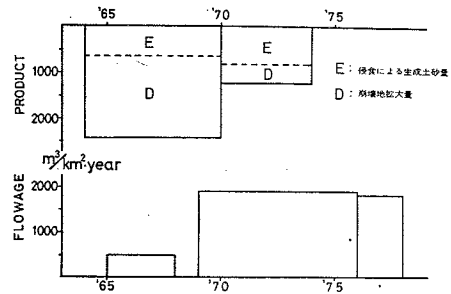 '65 '70 '75
PRODUCT
1000
2000
E
D
E
D
E：侵食による生成土砂量
D：崩壊地拡大量
m³/km²·year
FLOWAGE
2000
1000
'65 '70 '75